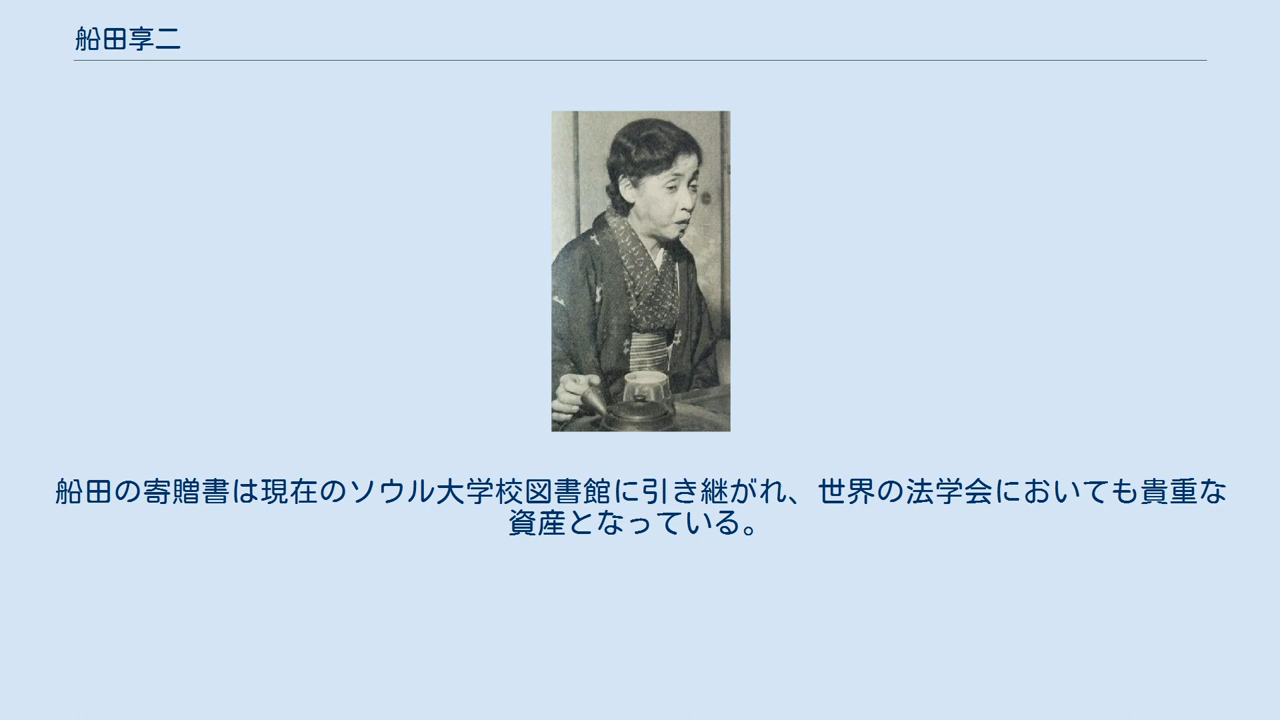 船田享二
船田の寄贈書は現在のソウル大学校図書館に引き継がれ、世界の法学会においても貴重な
資産となっている。